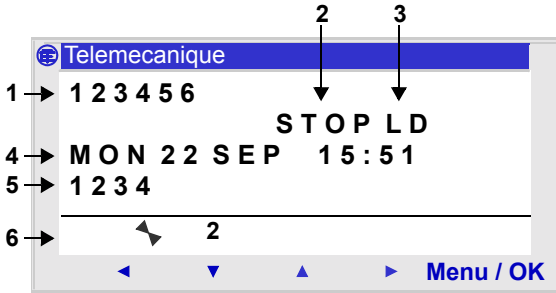 2 3
Telemecanique
1 123456
STOP LD
4 MON 22 SEP 15:51
5 1234
6 2
Menu / OK